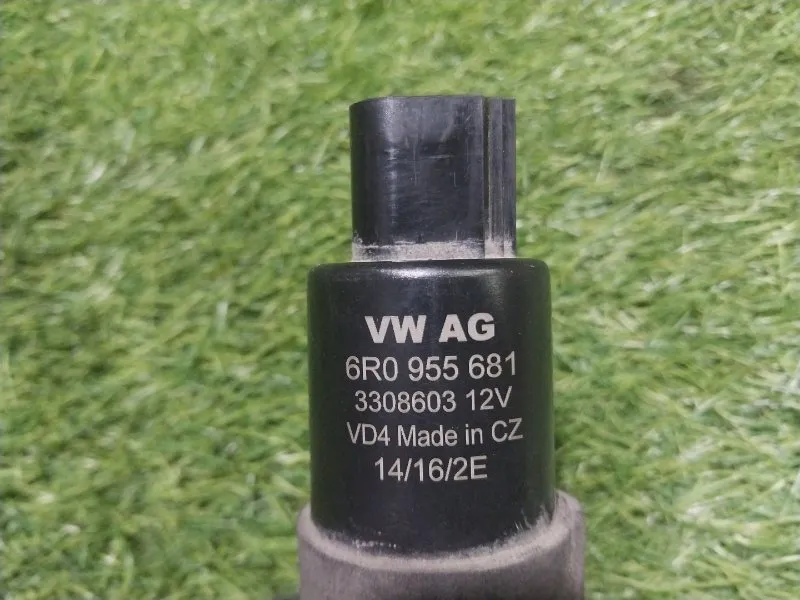 VW AG
6R0 955 681
3308603 12V
VD4 Made in CZ
14/16/2E